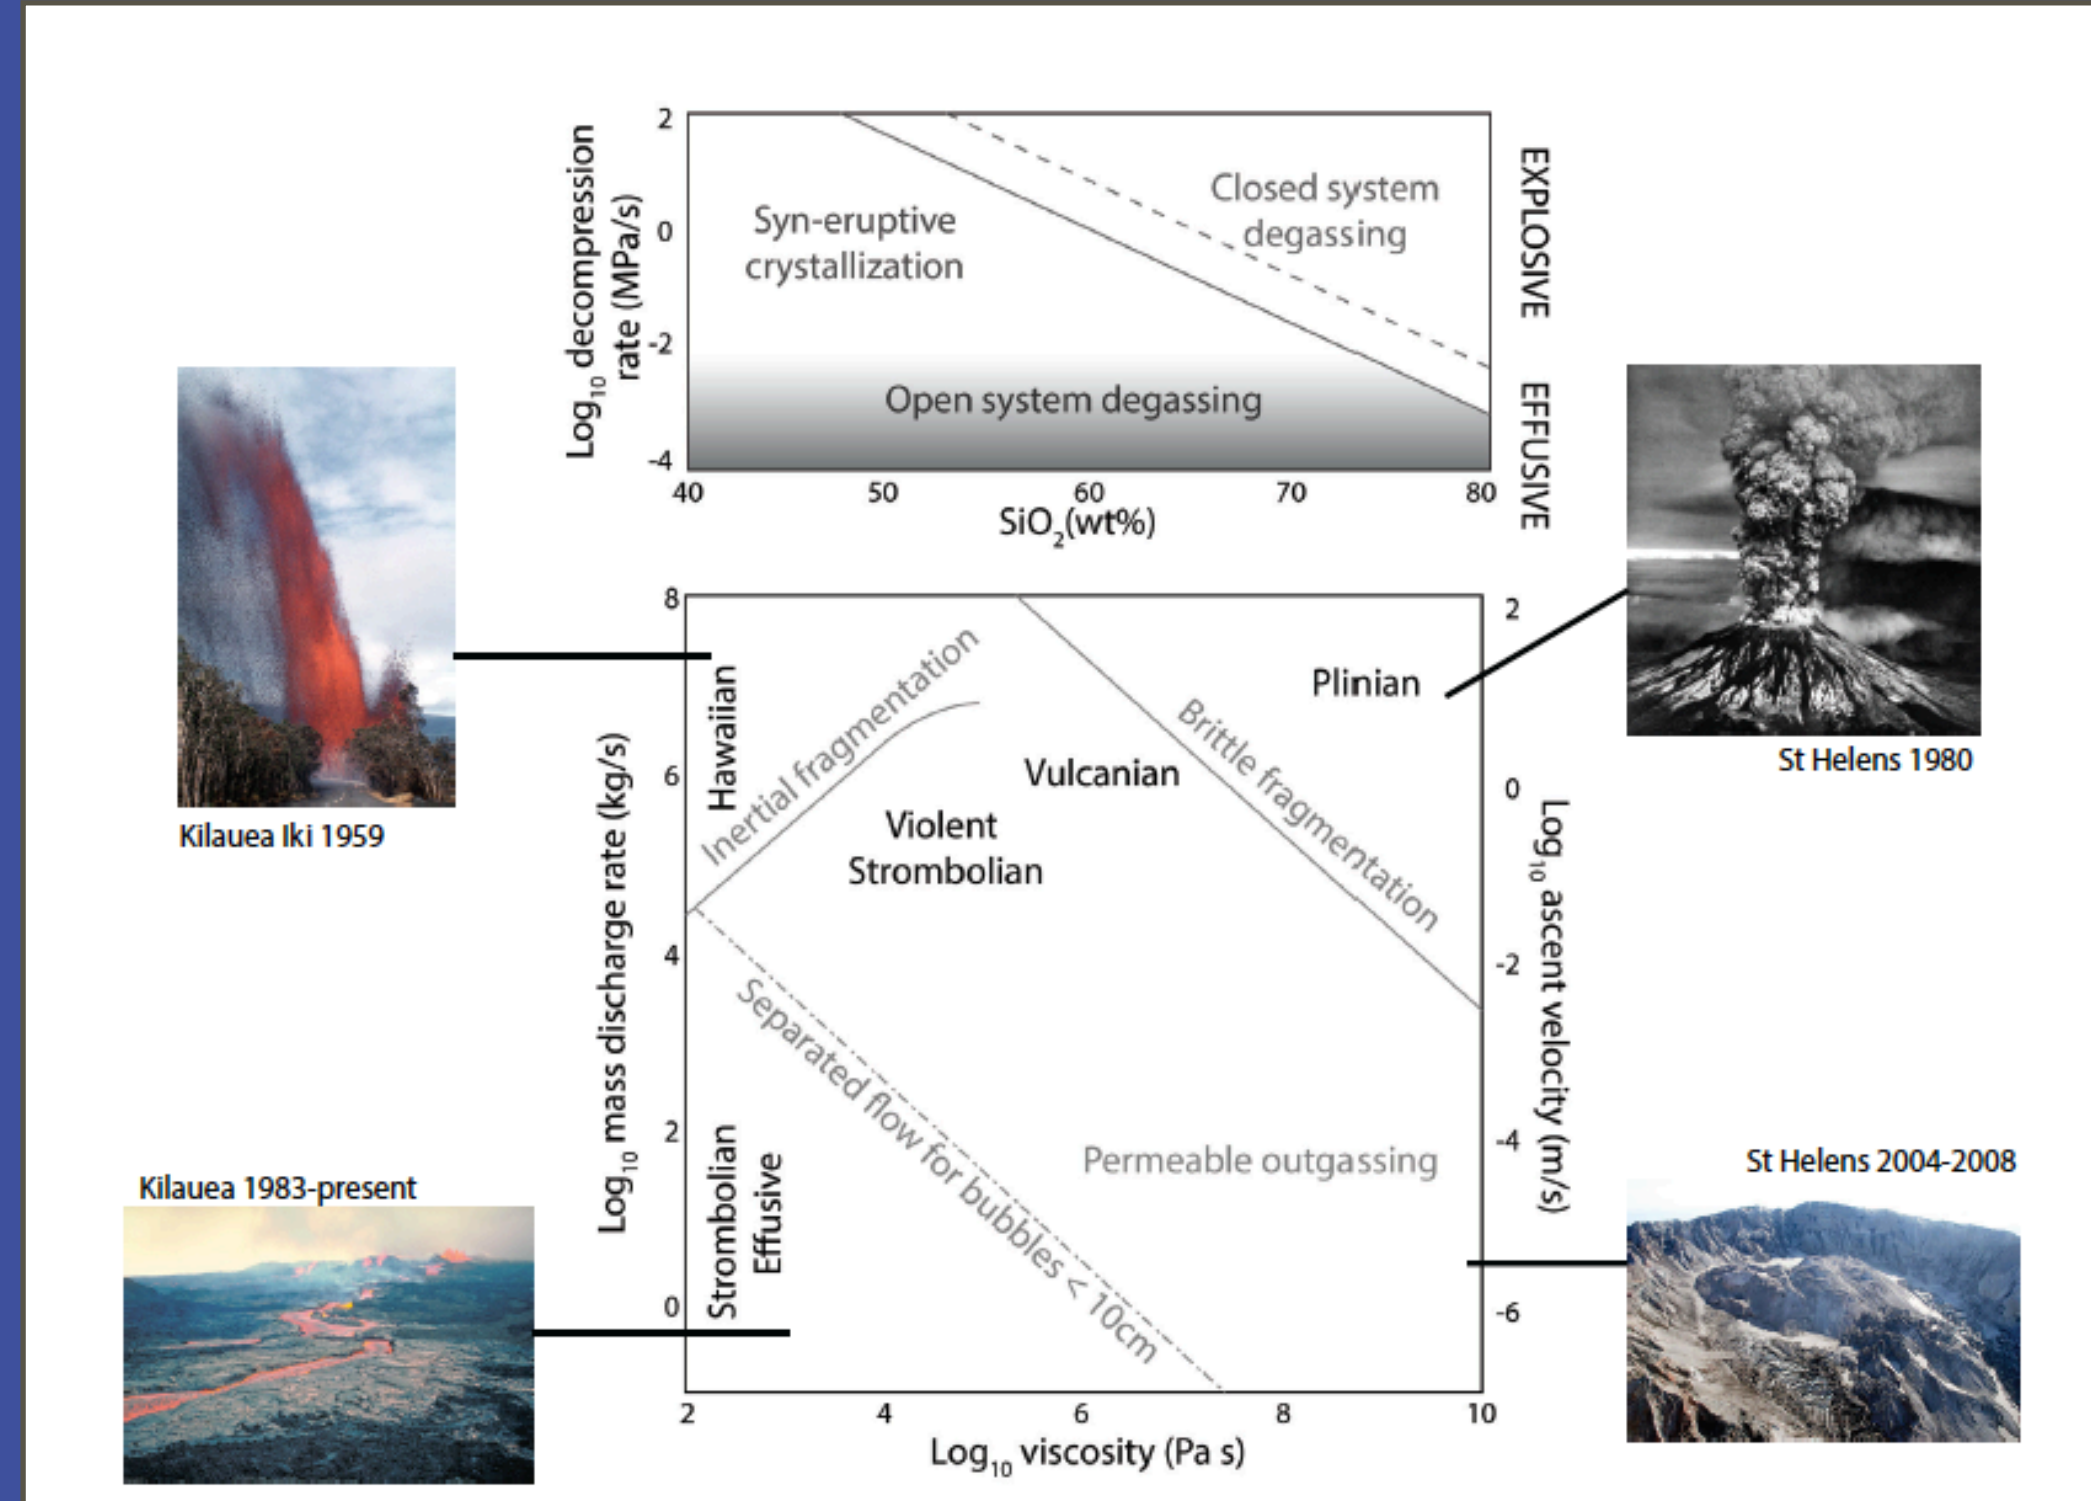 2
0
-2
-4
Log10 decompression
rate (MPa/s)
Syn-eruptive
crystallization
Closed system
degassing
Open system degassing
EXPLOSIVE
EFFUSIVE
40 50 60 70 80
SiO2(wt%)
Kilauea Iki 1959
St Helens 1980
8
6
4
2
0
Log10 mass discharge rate (kg/s)
Hawaiian
Inertial fragmentation
Plinian
Brittle fragmentation
Vulcanian
Violent
Strombolian
Separated flow for bubbles < 10cm
Permeable outgassing
Strombolian
Effusive
2
0
-2
-4
-6
Log10 ascent velocity (m/s)
2 4 6 8 10
Log10 viscosity (Pa s)
Kilauea 1983-present
St Helens 2004-2008